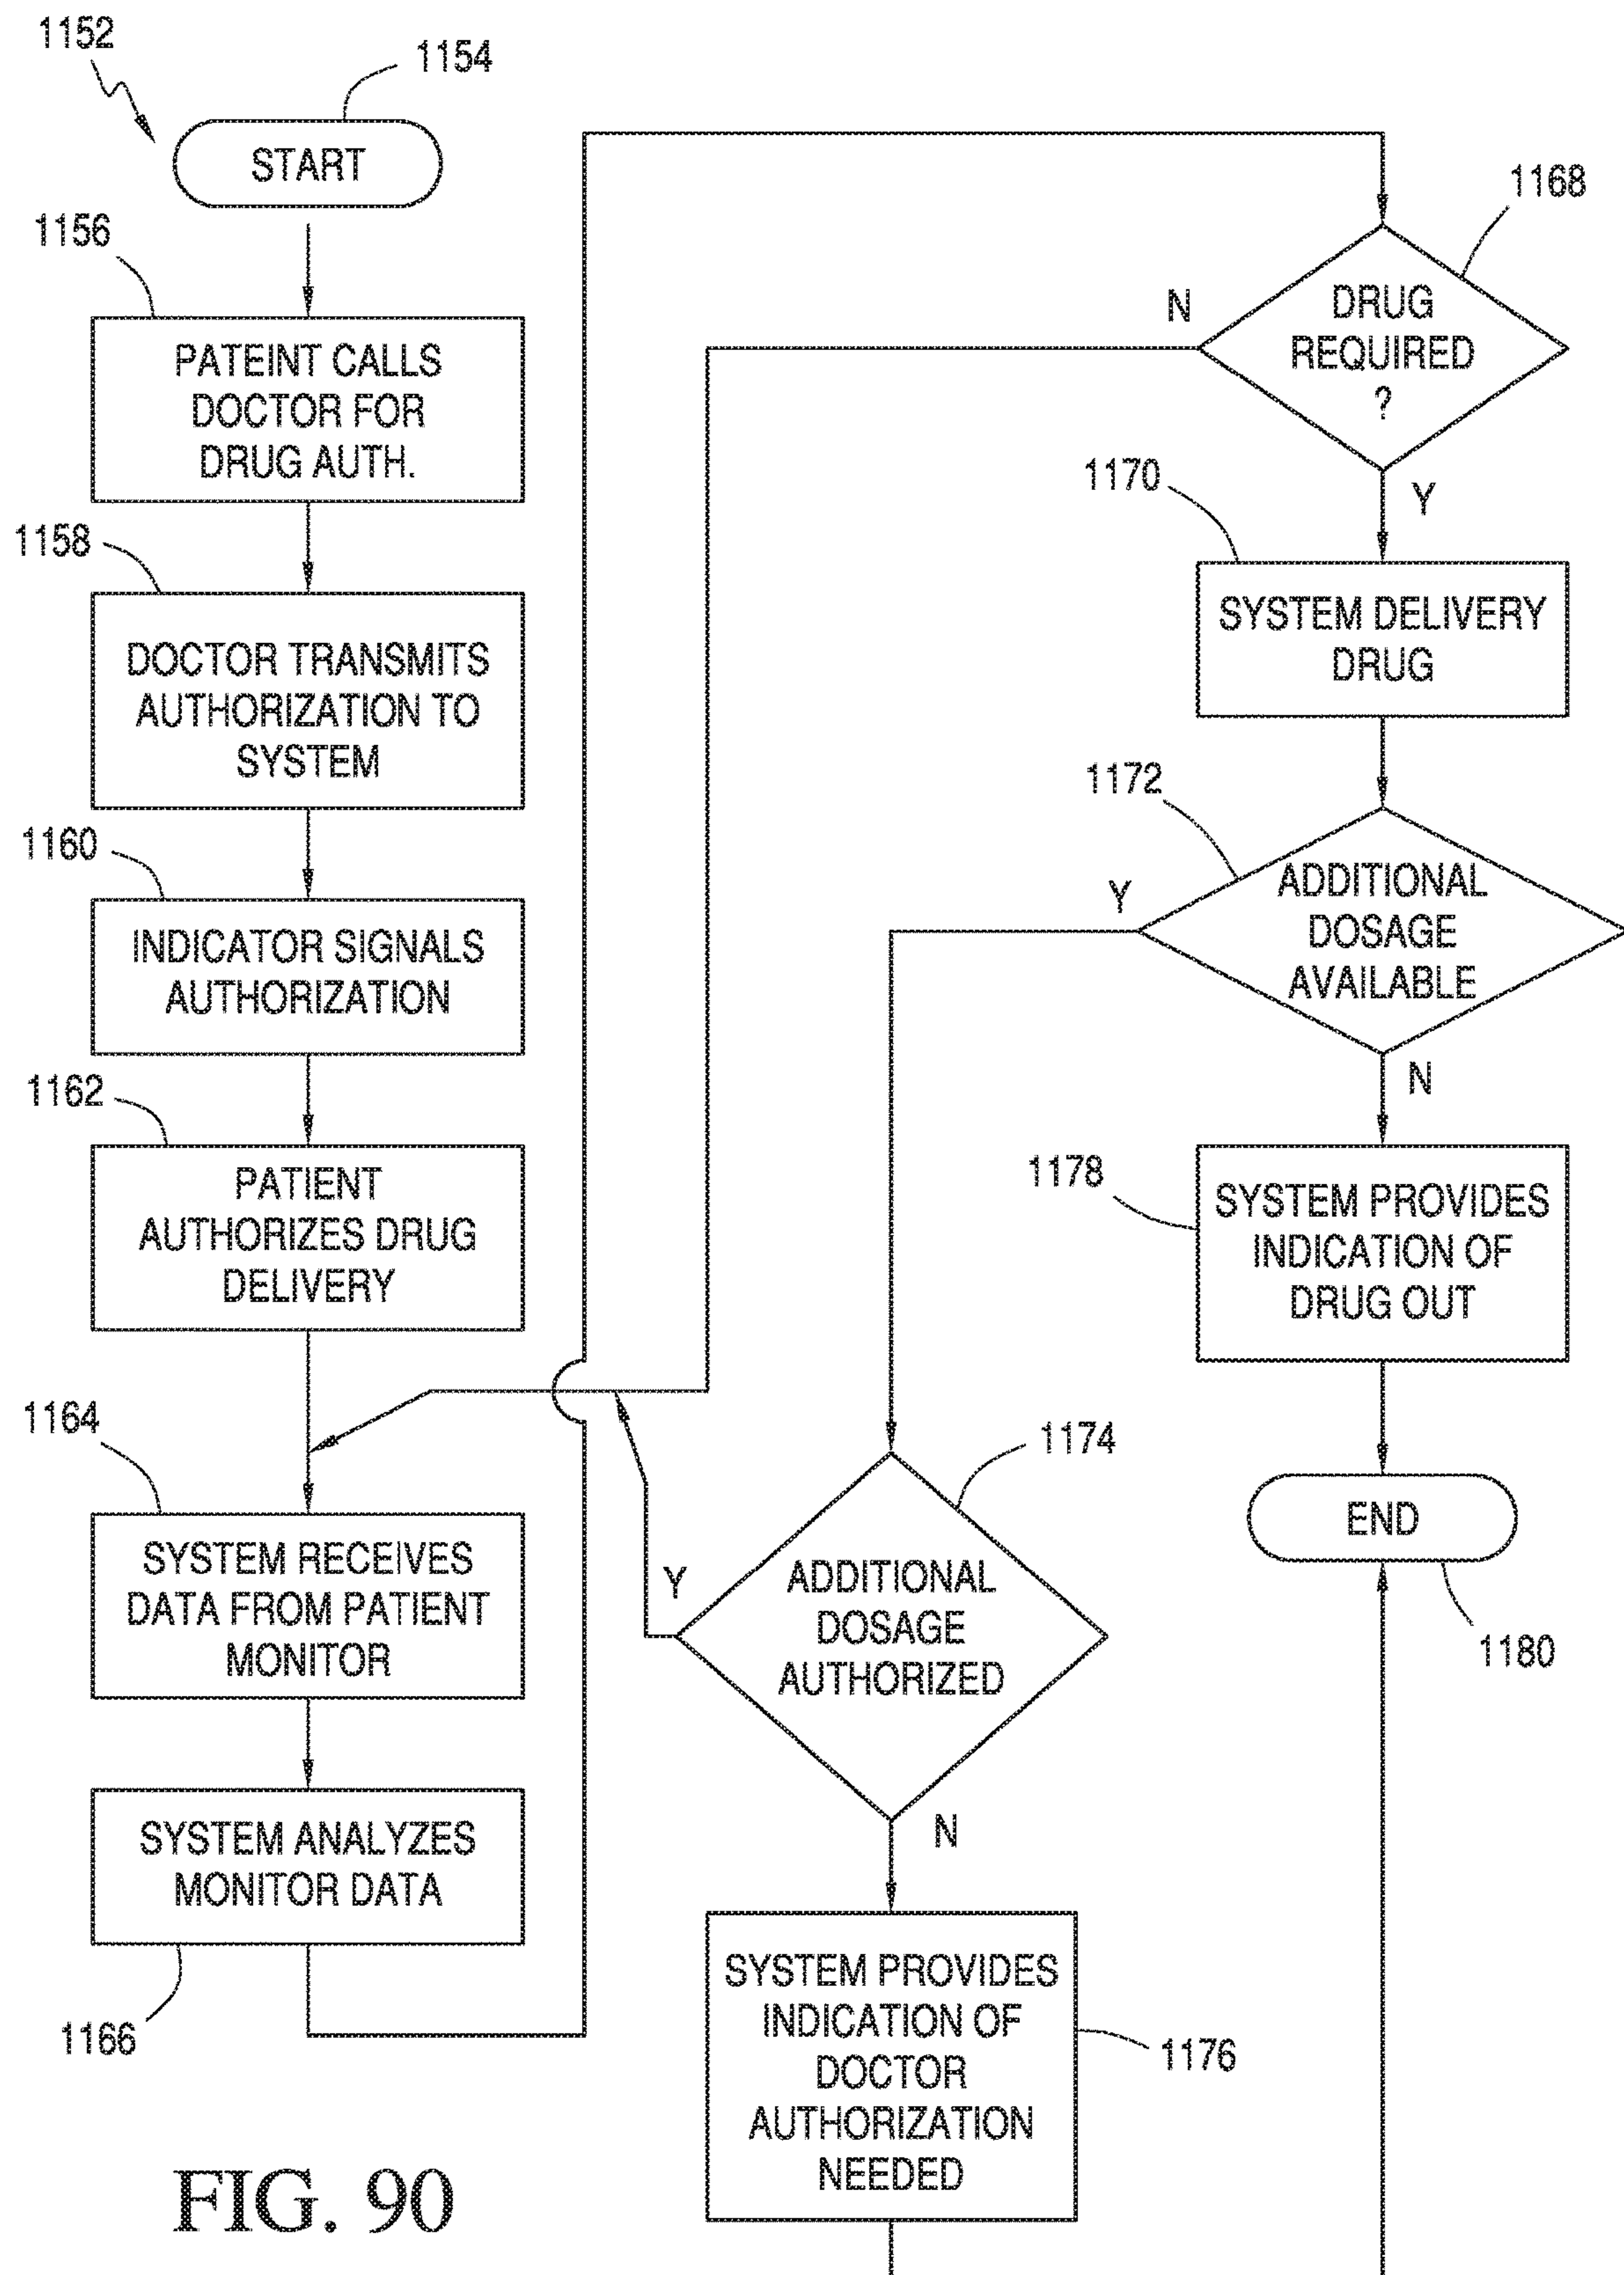 1152
1154
START
1156
PATEINT CALLS
DOCTOR FOR
DRUG AUTH.
1158
DOCTOR TRANSMITS
AUTHORIZATION TO
SYSTEM
1160
INDICATOR SIGNALS
AUTHORIZATION
1162
PATIENT
AUTHORIZES DRUG
DELIVERY
1164
SYSTEM RECEIVES
DATA FROM PATIENT
MONITOR
SYSTEM ANALYZES
MONITOR DATA
1166
1168
DRUG
REQUIRED
?
N
Y
1170
SYSTEM DELIVERY
DRUG
1172
ADDITIONAL
DOSAGE
AVAILABLE
Y
N
1178
SYSTEM PROVIDES
INDICATION OF
DRUG OUT
END
1180
1174
ADDITIONAL
DOSAGE
AUTHORIZED
Y
N
SYSTEM PROVIDES
INDICATION OF
DOCTOR
AUTHORIZATION
NEEDED
1176
FIG. 90